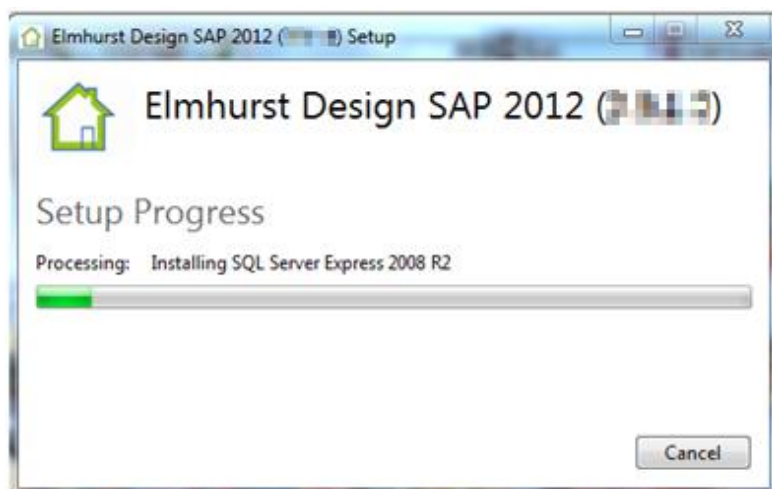 Elmhurst Design SAP 2012 ( ) Setup
Elmhurst Design SAP 2012 ( )
Setup Progress
Processing: Installing SQL Server Express 2008 R2
Cancel